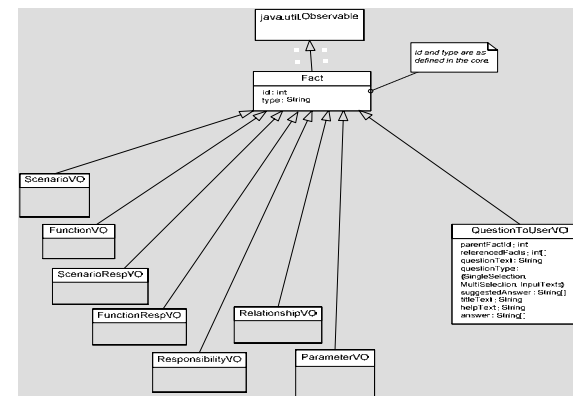 java.util.Observable
id and type are as
defined in the core.
Fact
id : int
type : String
ScenarioVO
FunctionVO
ScenarioRespVO
FunctionRespVO
ResponsibilityVO
RelationshipVO
ParameterVO
QuestionToUserVO
parentFactId : int
referencedFacts : int[]
questionText : String
questionType :
{SingleSelection,
MultiSelection, InputTexts}
suggestedAnswer : String[]
titleText : String
helpText : String
answer : String[]